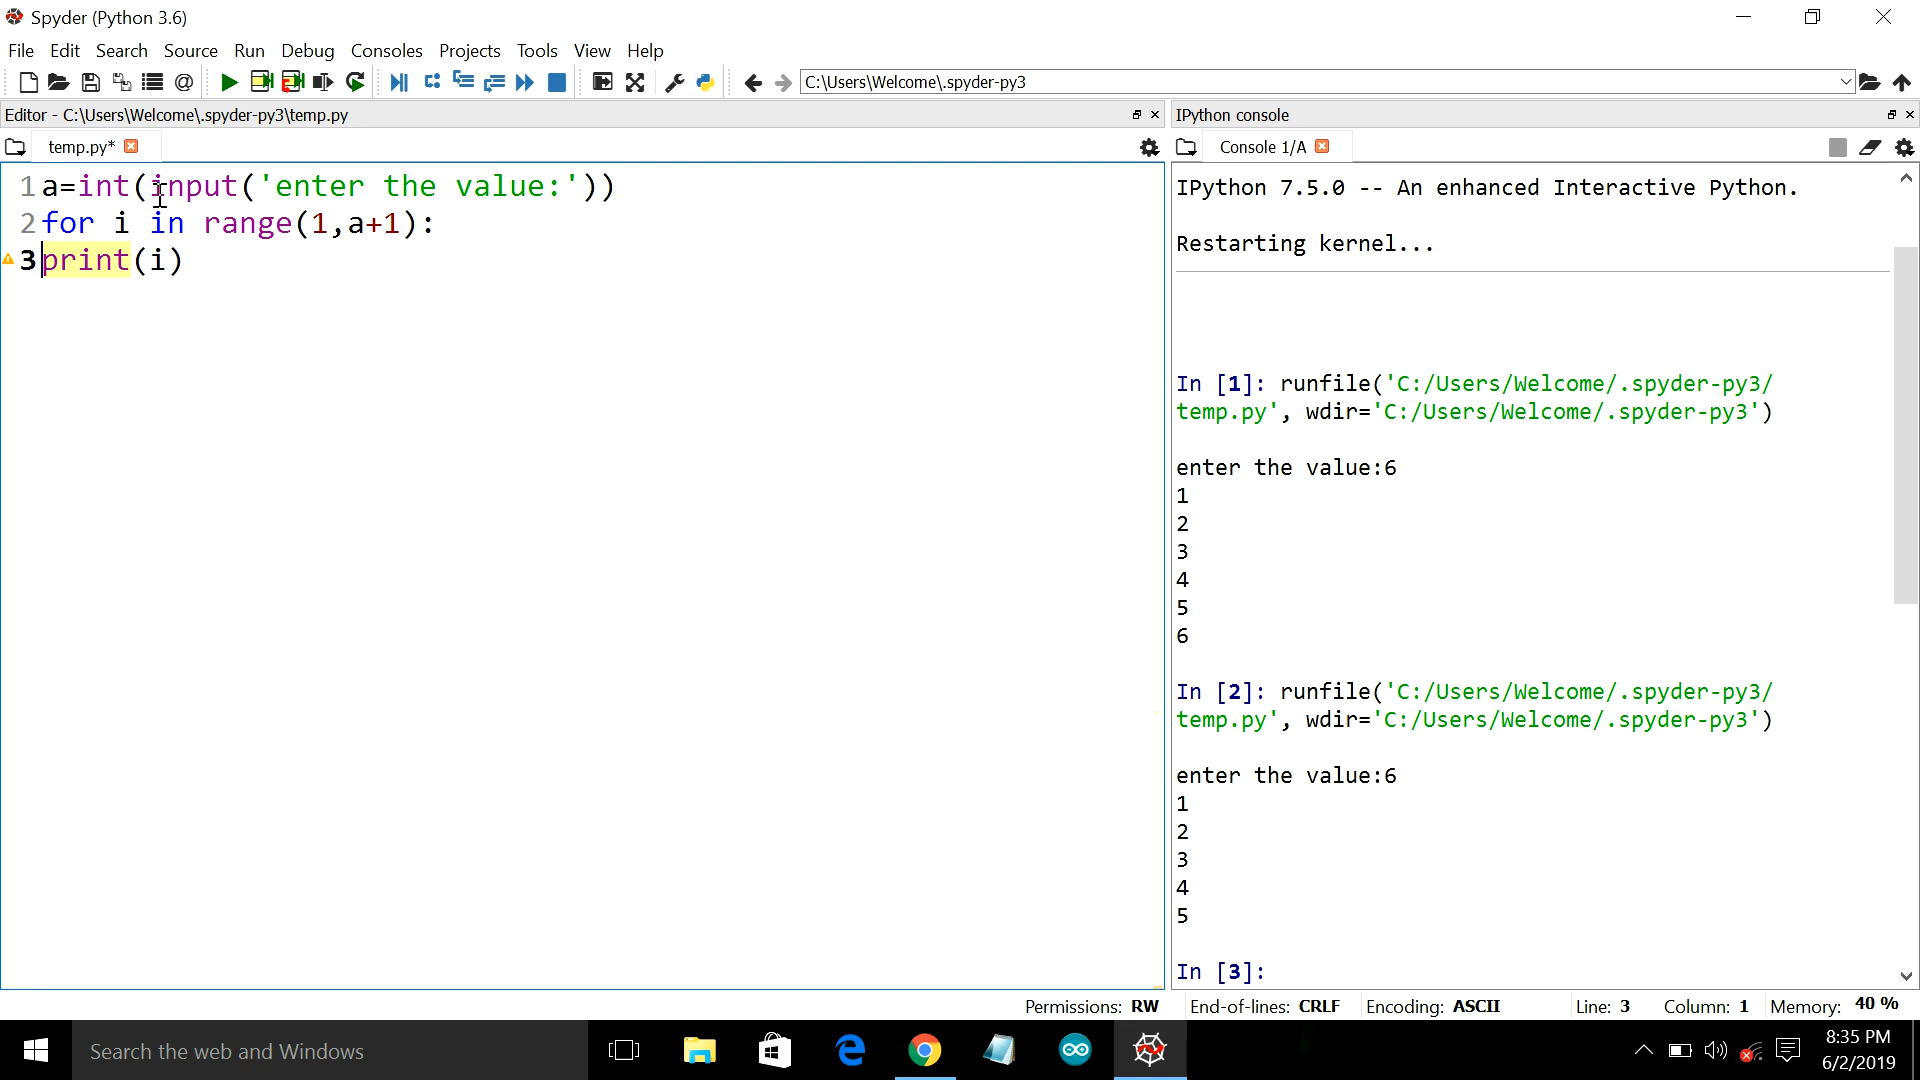 Spyder (Python 3.6)
File Edit Search Source Run Debug Consoles Projects Tools View Help
C:\Users\Welcome\.spyder-py3
Editor - C:\Users\Welcome\.spyder-py3\temp.py
temp.py*
1 a=int(input('enter the value:'))
2 for i in range(1,a+1):
3 print(i)
IPython console
Console 1/A
IPython 7.5.0 -- An enhanced Interactive Python.
Restarting kernel...
In [1]: runfile('C:/Users/Welcome/.spyder-py3/
temp.py', wdir='C:/Users/Welcome/.spyder-py3')
enter the value:6
1
2
3
4
5
6
In [2]: runfile('C:/Users/Welcome/.spyder-py3/
temp.py', wdir='C:/Users/Welcome/.spyder-py3')
enter the value:6
1
2
3
4
5
In [3]:
Permissions: RW End-of-lines: CRLF Encoding: ASCII Line: 3 Column: 1 Memory: 40 %
Search the web and Windows
8:35 PM
6/2/2019